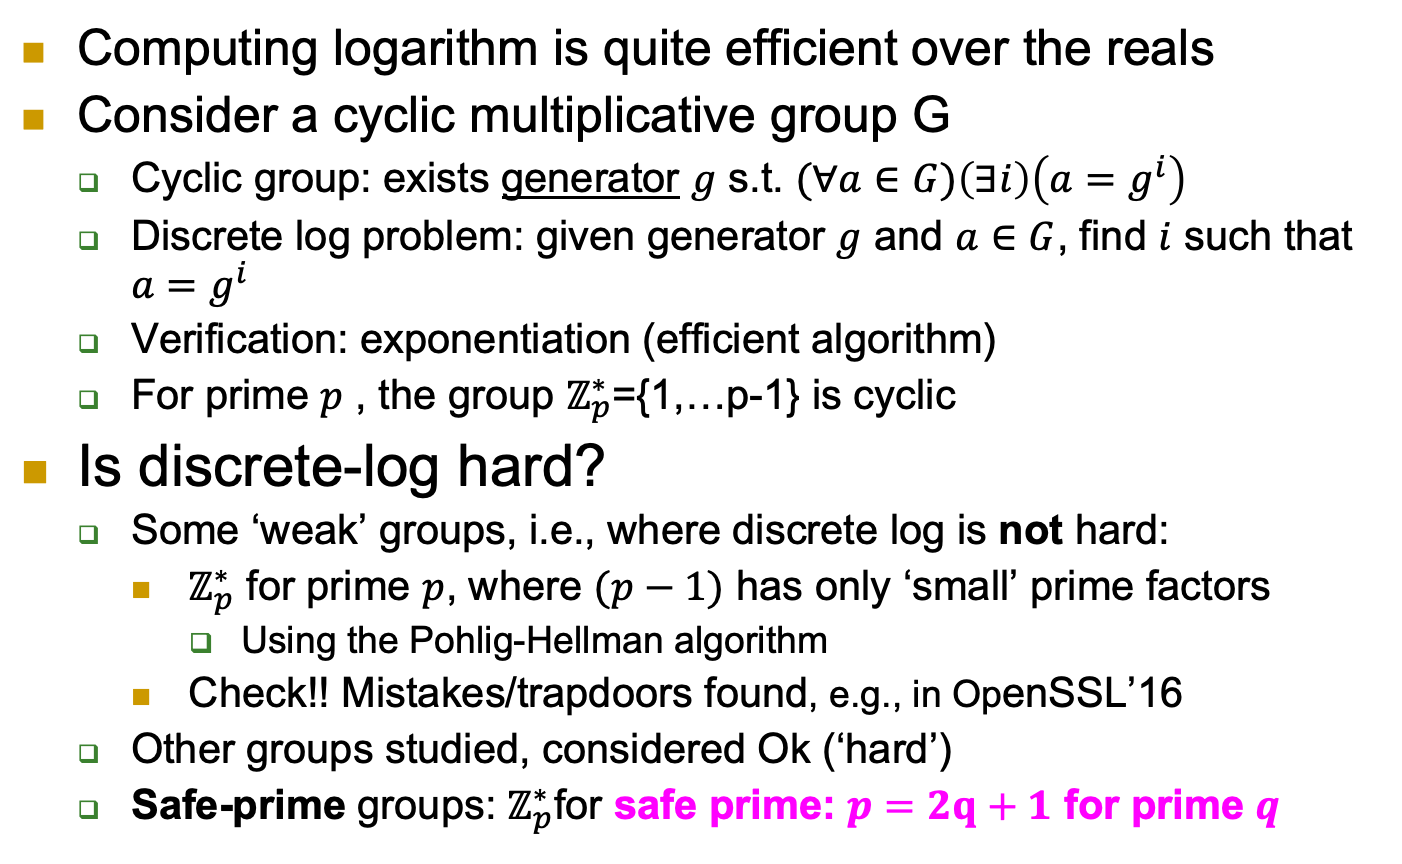 Computing logarithm is quite efficient over the reals
Consider a cyclic multiplicative group G
Cyclic group: exists generator g s.t. (∀a ∈ G)(∃i)(a = gⁱ)
Discrete log problem: given generator g and a ∈ G, find i such that
a = gⁱ
Verification: exponentiation (efficient algorithm)
For prime p , the group ℤ*ₚ={1,...p-1} is cyclic
Is discrete-log hard?
Some ‘weak’ groups, i.e., where discrete log is not hard:
ℤ*ₚ for prime p, where (p − 1) has only ‘small’ prime factors
Using the Pohlig-Hellman algorithm
Check!! Mistakes/trapdoors found, e.g., in OpenSSL’16
Other groups studied, considered Ok (‘hard’)
Safe-prime groups: ℤ*ₚ for safe prime: p = 2q + 1 for prime q